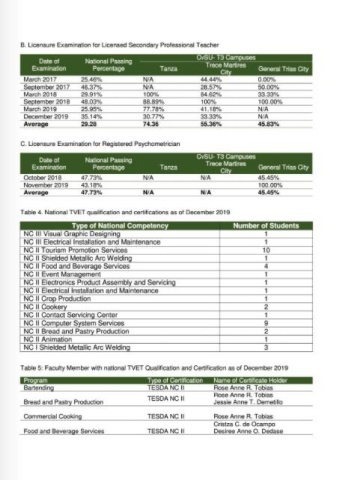 B. Licensure Examination for Licensed Secondary Professional Teacher
Date of Examination National Passing Percentage CvSU- T3 Campuses
Tanza Trece Martires City General Trias City
March 2017 25.46% N/A 44.44% 0.00%
September 2017 46.37% N/A 28.57% 50.00%
March 2018 29.91% 100% 84.62% 33.33%
September 2018 48.03% 88.89% 100% 100.00%
March 2019 25.95% 77.78% 41.18% N/A
December 2019 35.14% 30.77% 33.33% N/A
Average 29.28 74.36 55.36% 45.83%
C. Licensure Examination for Registered Psychometrician
Date of Examination National Passing Percentage CvSU- T3 Campuses
Tanza Trece Martires City General Trias City
October 2018 47.73% N/A N/A 45.45%
November 2019 43.18% 100.00%
Average 47.73% N/A N/A 45.45%
Table 4. National TVET qualification and certifications as of December 2019
Type of National Competency Number of Students
NC III Visual Graphic Designing 1
NC III Electrical Installation and Maintenance 1
NC II Tourism Promotion Services 10
NC II Shielded Metallic Arc Welding 1
NC II Food and Beverage Services 4
NC II Event Management 1
NC II Electronics Product Assembly and Servicing 1
NC II Electrical Installation and Maintenance 1
NC II Crop Production 1
NC II Cookery 2
NC II Contact Servicing Center 1
NC II Computer System Services 9
NC II Bread and Pastry Production 2
NC II Animation 1
NC I Shielded Metallic Arc Welding 3
Table 5: Faculty Member with national TVET Qualification and Certification as of December 2019
Program Type of Certification Name of Certificate Holder
Bartending TESDA NC II Rose Anne R. Tobias
Bread and Pastry Production TESDA NC II Rose Anne R. Tobias
Jessie Anne T. Demetillo
Commercial Cooking TESDA NC II Rose Anne R. Tobias
Cristza C. de Ocampo
Food and Beverage Services TESDA NC II Desiree Anne O. Dedase